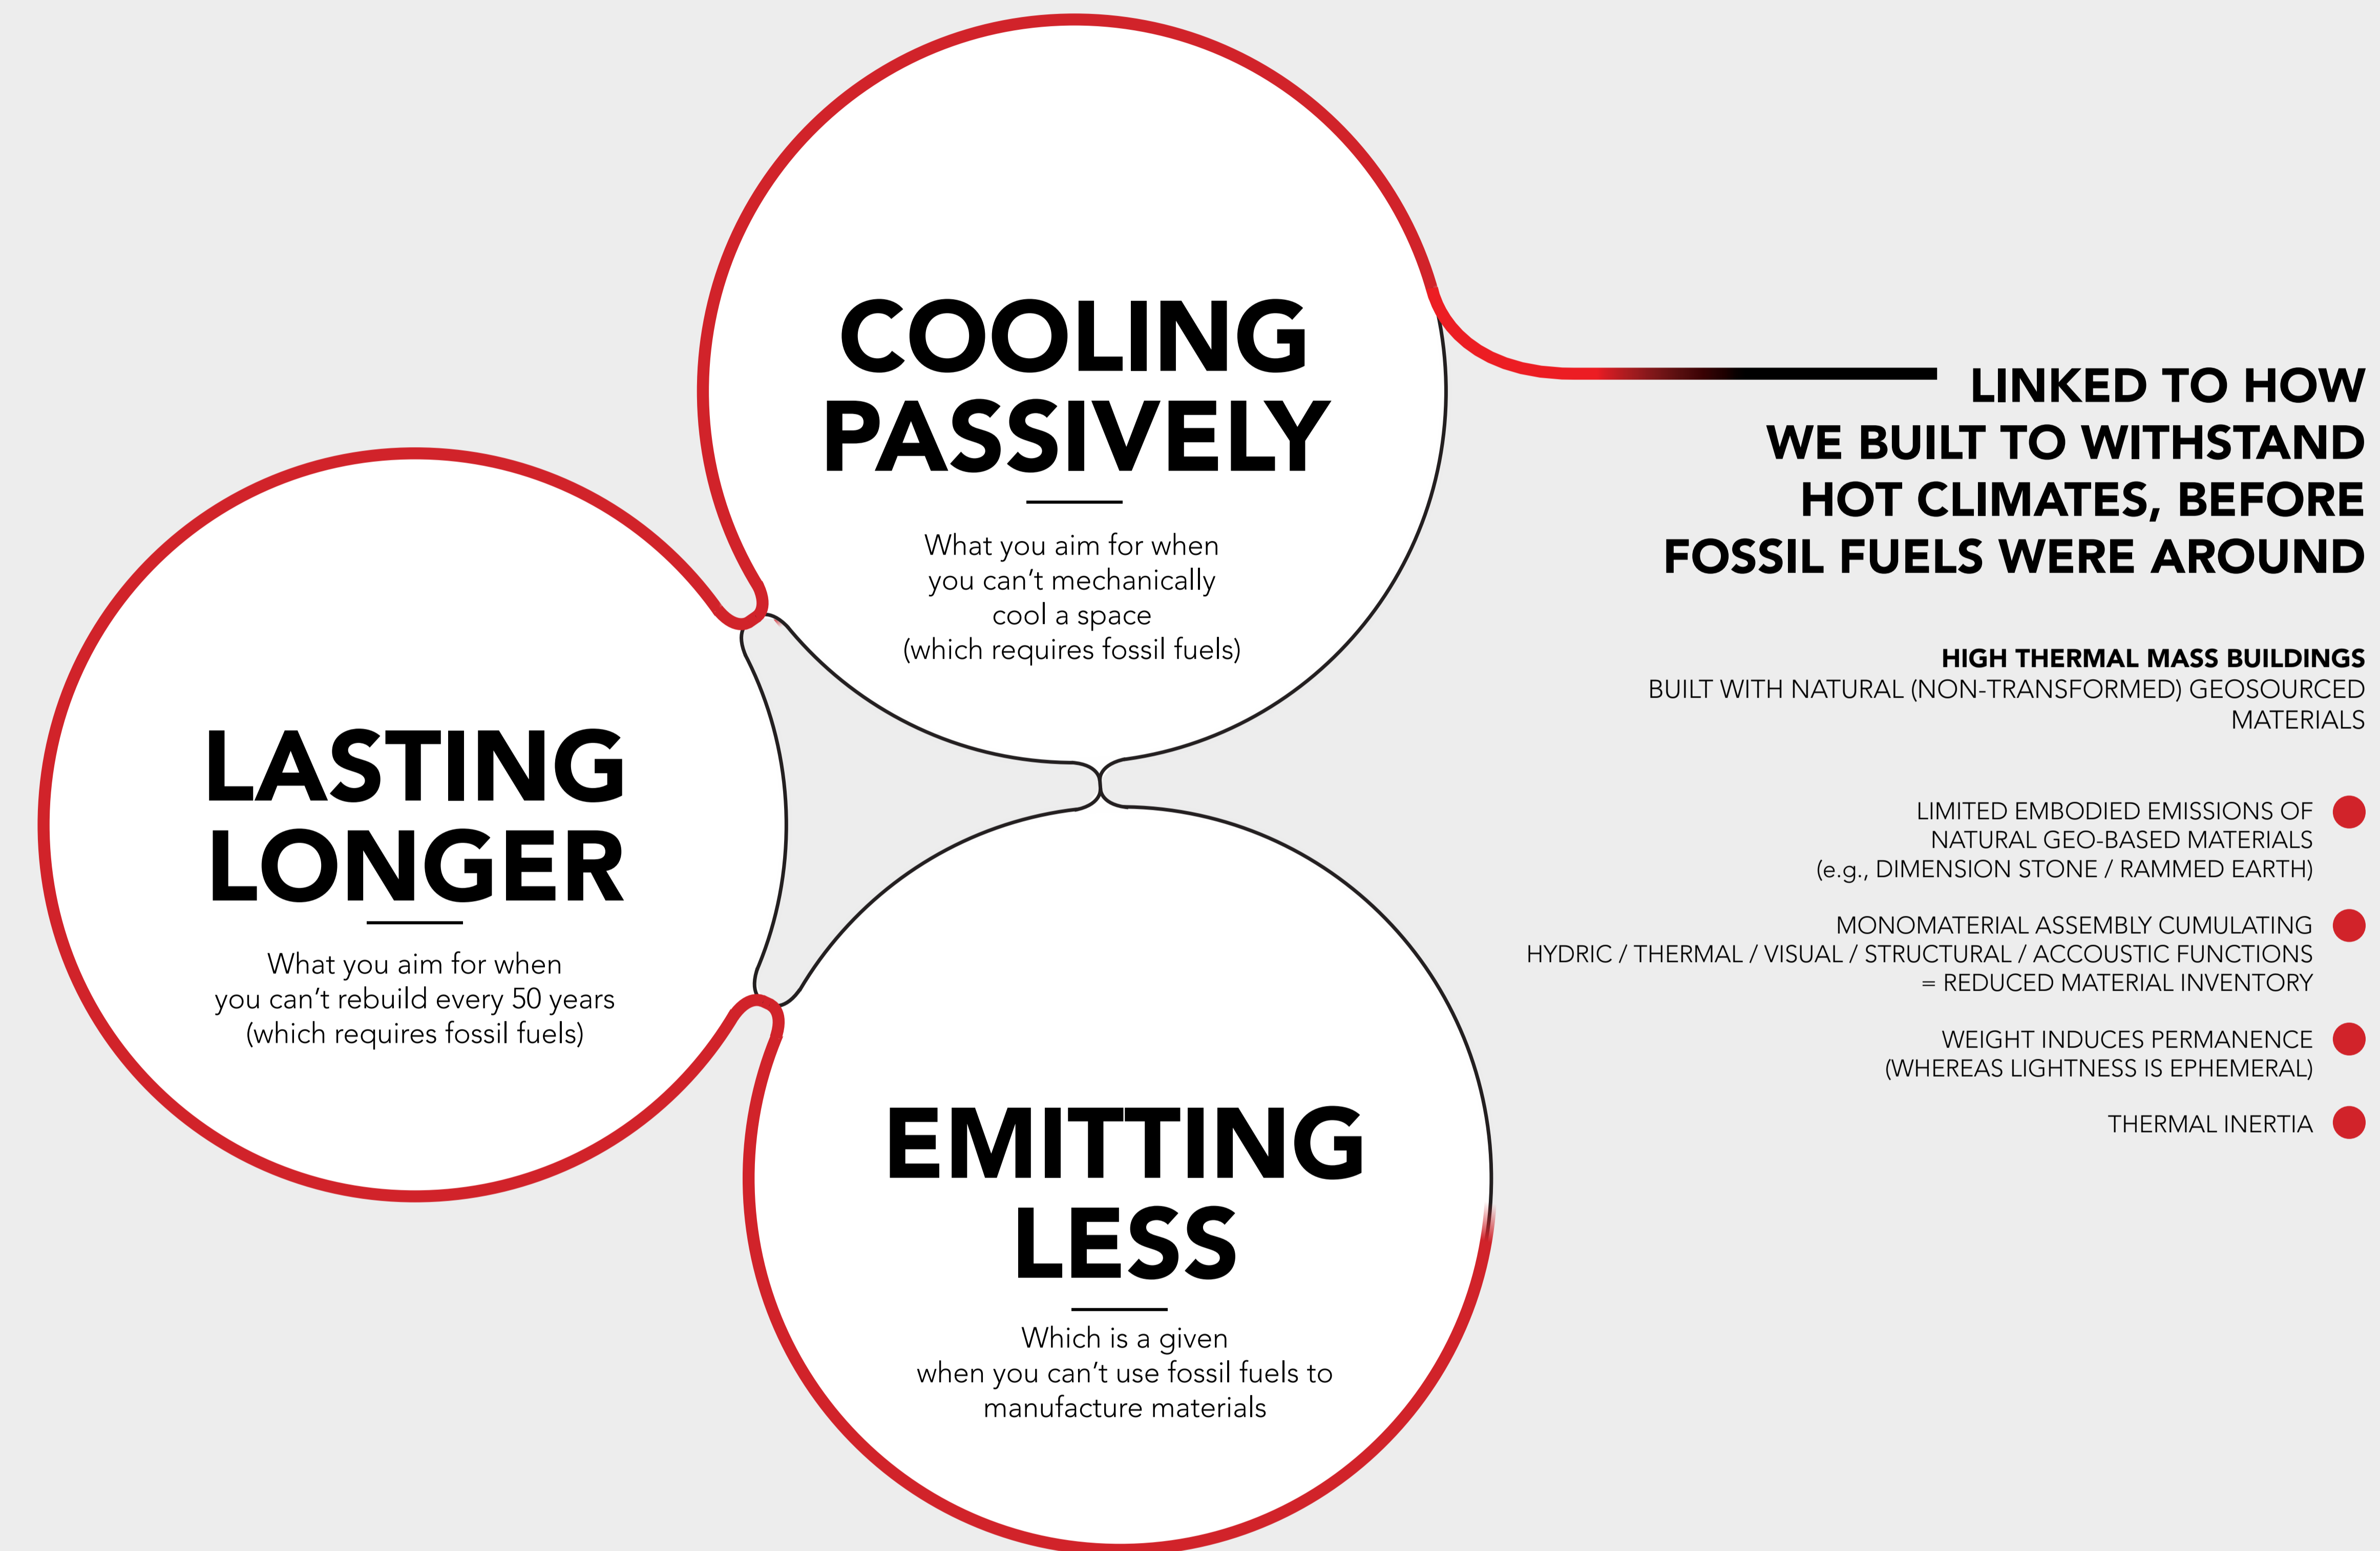 COOLING
PASSIVELY
What you aim for when
you can't mechanically
cool a space
(which requires fossil fuels)
LASTING
LONGER
What you aim for when
you can't rebuild every 50 years
(which requires fossil fuels)
EMITTING
LESS
Which is a given
when you can't use fossil fuels to
manufacture materials
LINKED TO HOW
WE BUILT TO WITHSTAND
HOT CLIMATES, BEFORE
FOSSIL FUELS WERE AROUND
HIGH THERMAL MASS BUILDINGS
BUILT WITH NATURAL (NON-TRANSFORMED) GEOSOURCED
MATERIALS
LIMITED EMBODIED EMISSIONS OF
NATURAL GEO-BASED MATERIALS
(e.g., DIMENSION STONE / RAMMED EARTH)
MONOMATERIAL ASSEMBLY CUMULATING
HYDRIC / THERMAL / VISUAL / STRUCTURAL / ACCOUSTIC FUNCTIONS
= REDUCED MATERIAL INVENTORY
WEIGHT INDUCES PERMANENCE
(WHEREAS LIGHTNESS IS EPHEMERAL)
THERMAL INERTIA